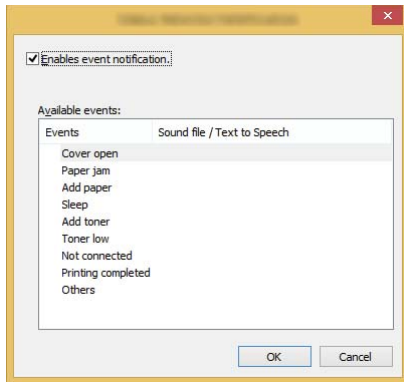 Enables event notification.
Available events:
Events Sound file / Text to Speech
Cover open
Paper jam
Add paper
Sleep
Add toner
Toner low
Not connected
Printing completed
Others
OK Cancel